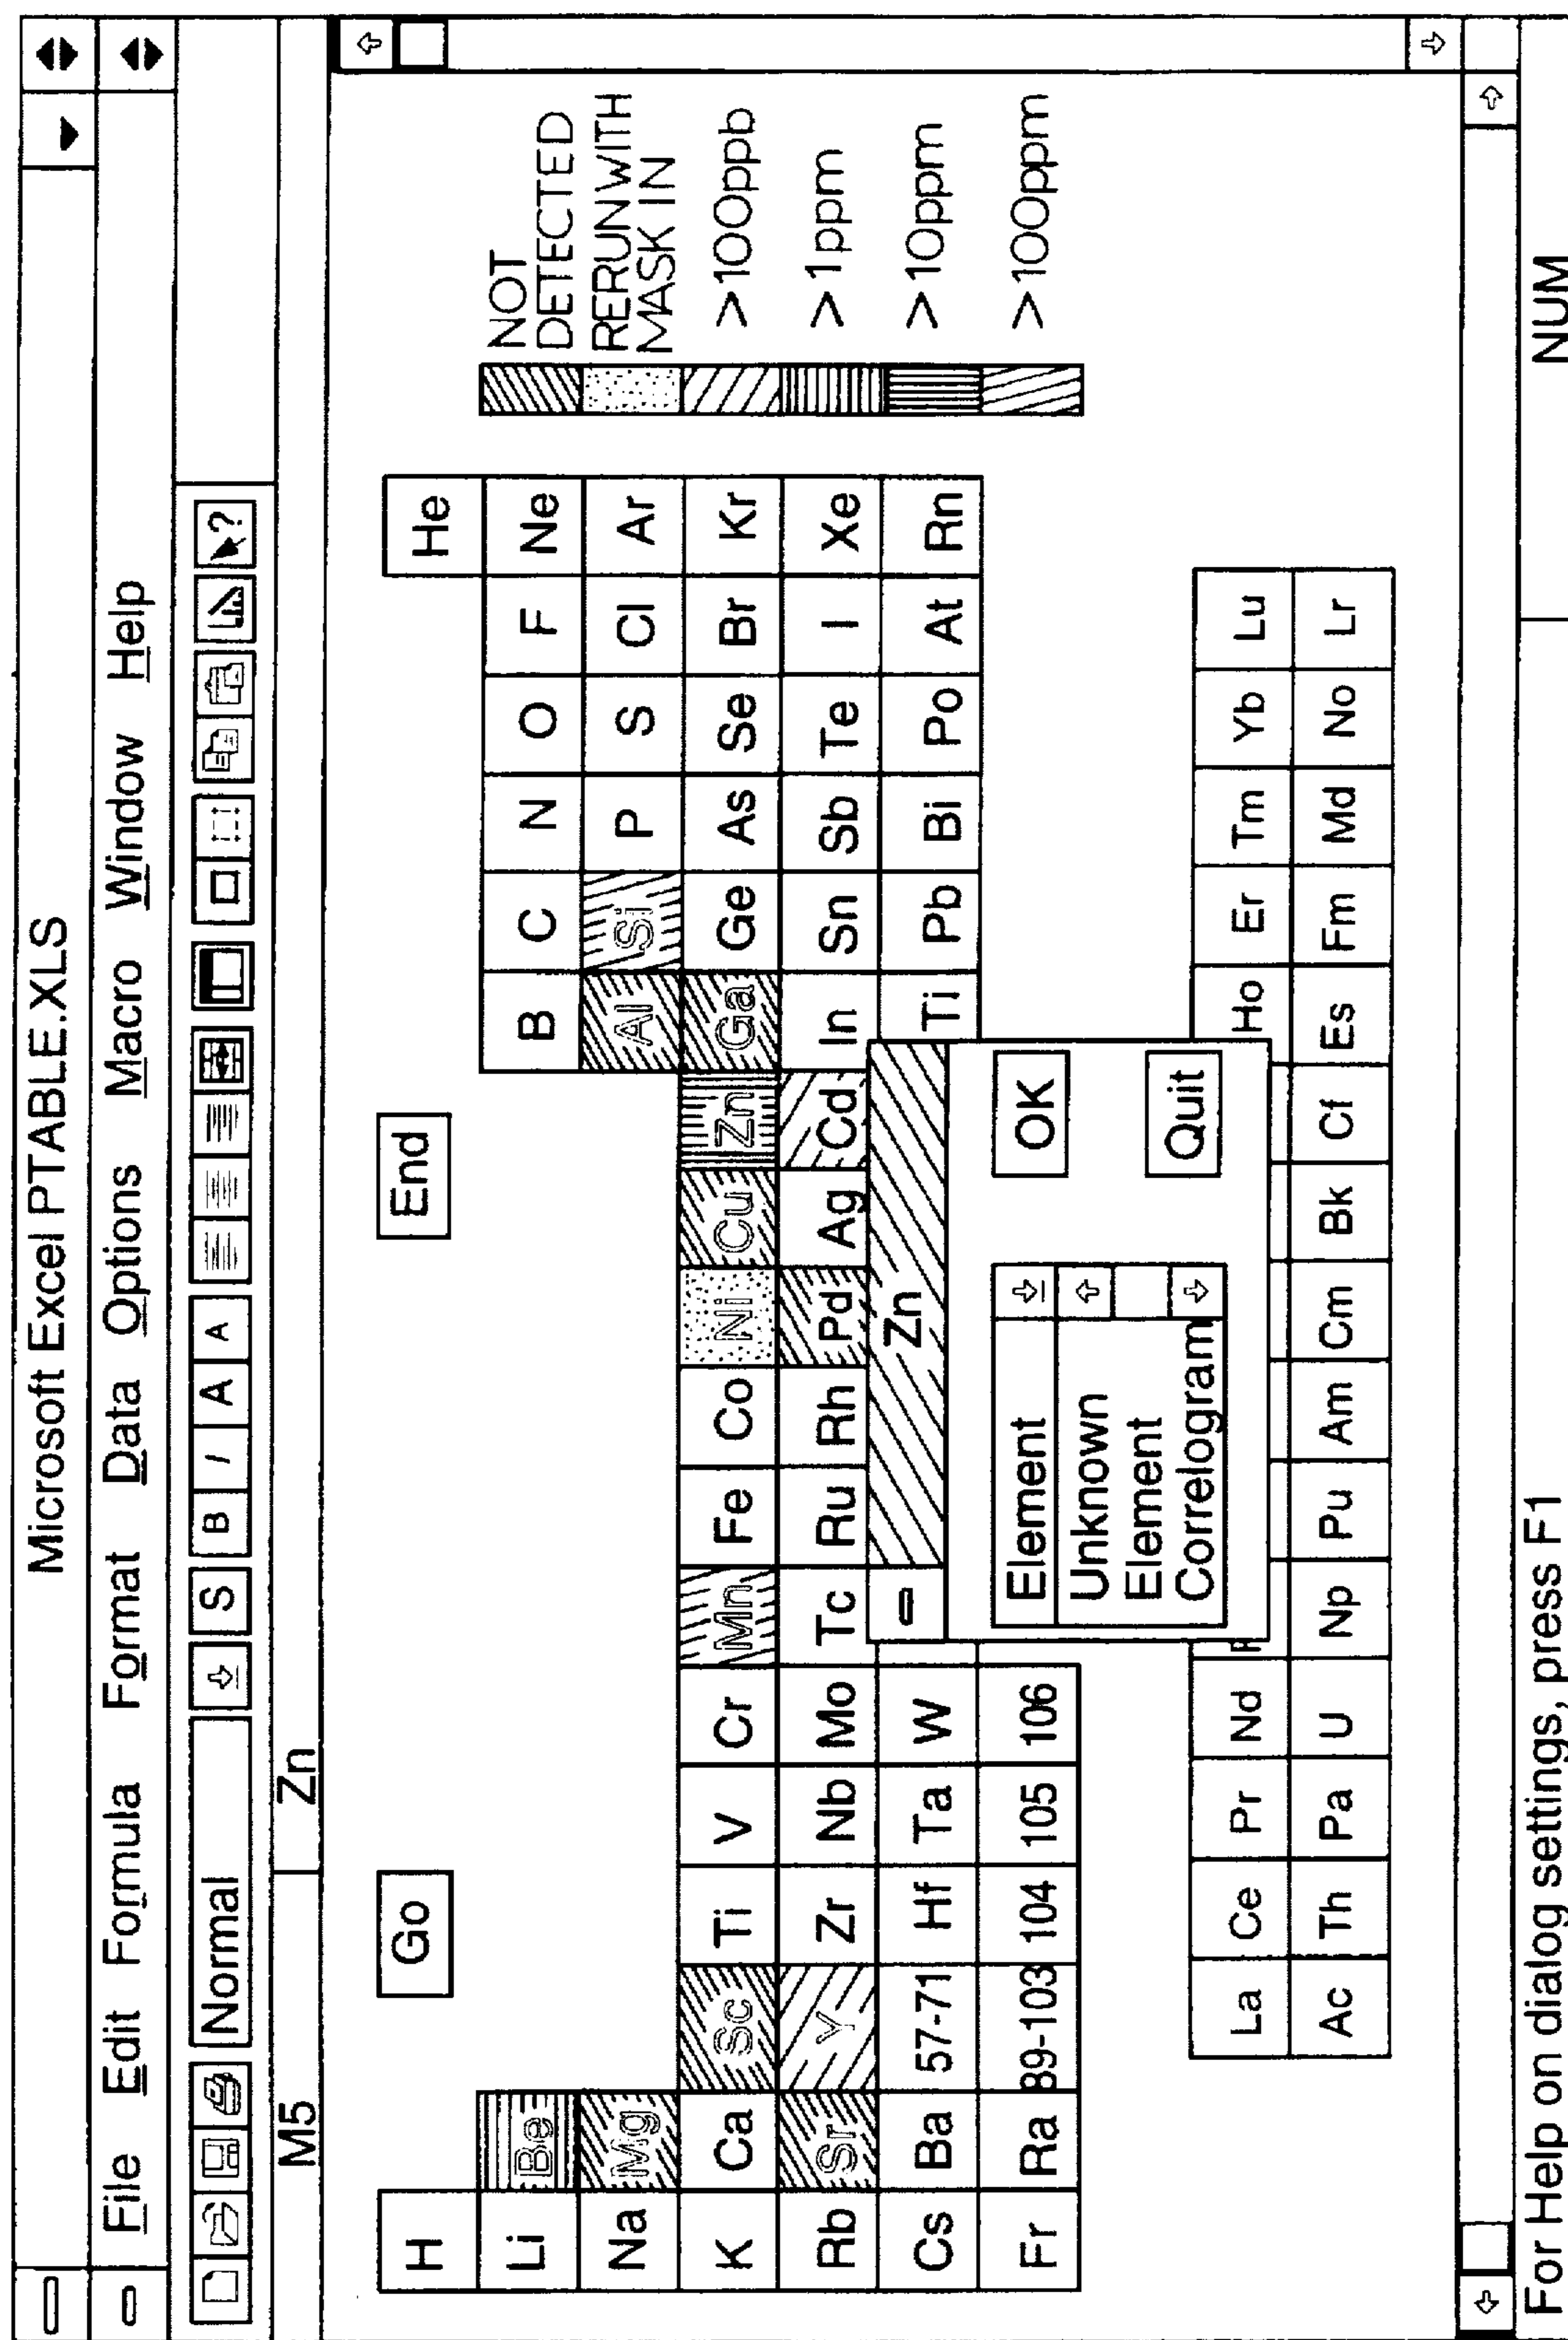 Microsoft Excel PTABLE.XLS
File Edit Formula Format Data Options Macro Window Help
Normal S B I A A A ?
M5 Zn
Go End
H He
Li Be B C N O F Ne
Na Mg Al Si P S Cl Ar
K Ca Sc Ti V Cr Mn Fe Co Ni Cu Zn Ga Ge As Se Br Kr
Rb Sr Y Zr Nb Mo Tc Ru Rh Pd Ag Cd In Sn Sb Te I Xe
Cs Ba 57-71 Hf Ta W Ti Pb Bi Po At Rn
Fr Ra 89-103 104 105 106
NOT
DETECTED
RERUN WITH
MASK IN
>100ppb
>1ppm
>10ppm
>100ppm
Zn
Element
Unknown
Element
Correlogram
OK
Quit
La Ce Pr Nd Ho Er Tm Yb Lu
Ac Th Pa U Np Pu Am Cm Bk Cf Es Fm Md No Lr
For Help on dialog settings, press F1 NUM